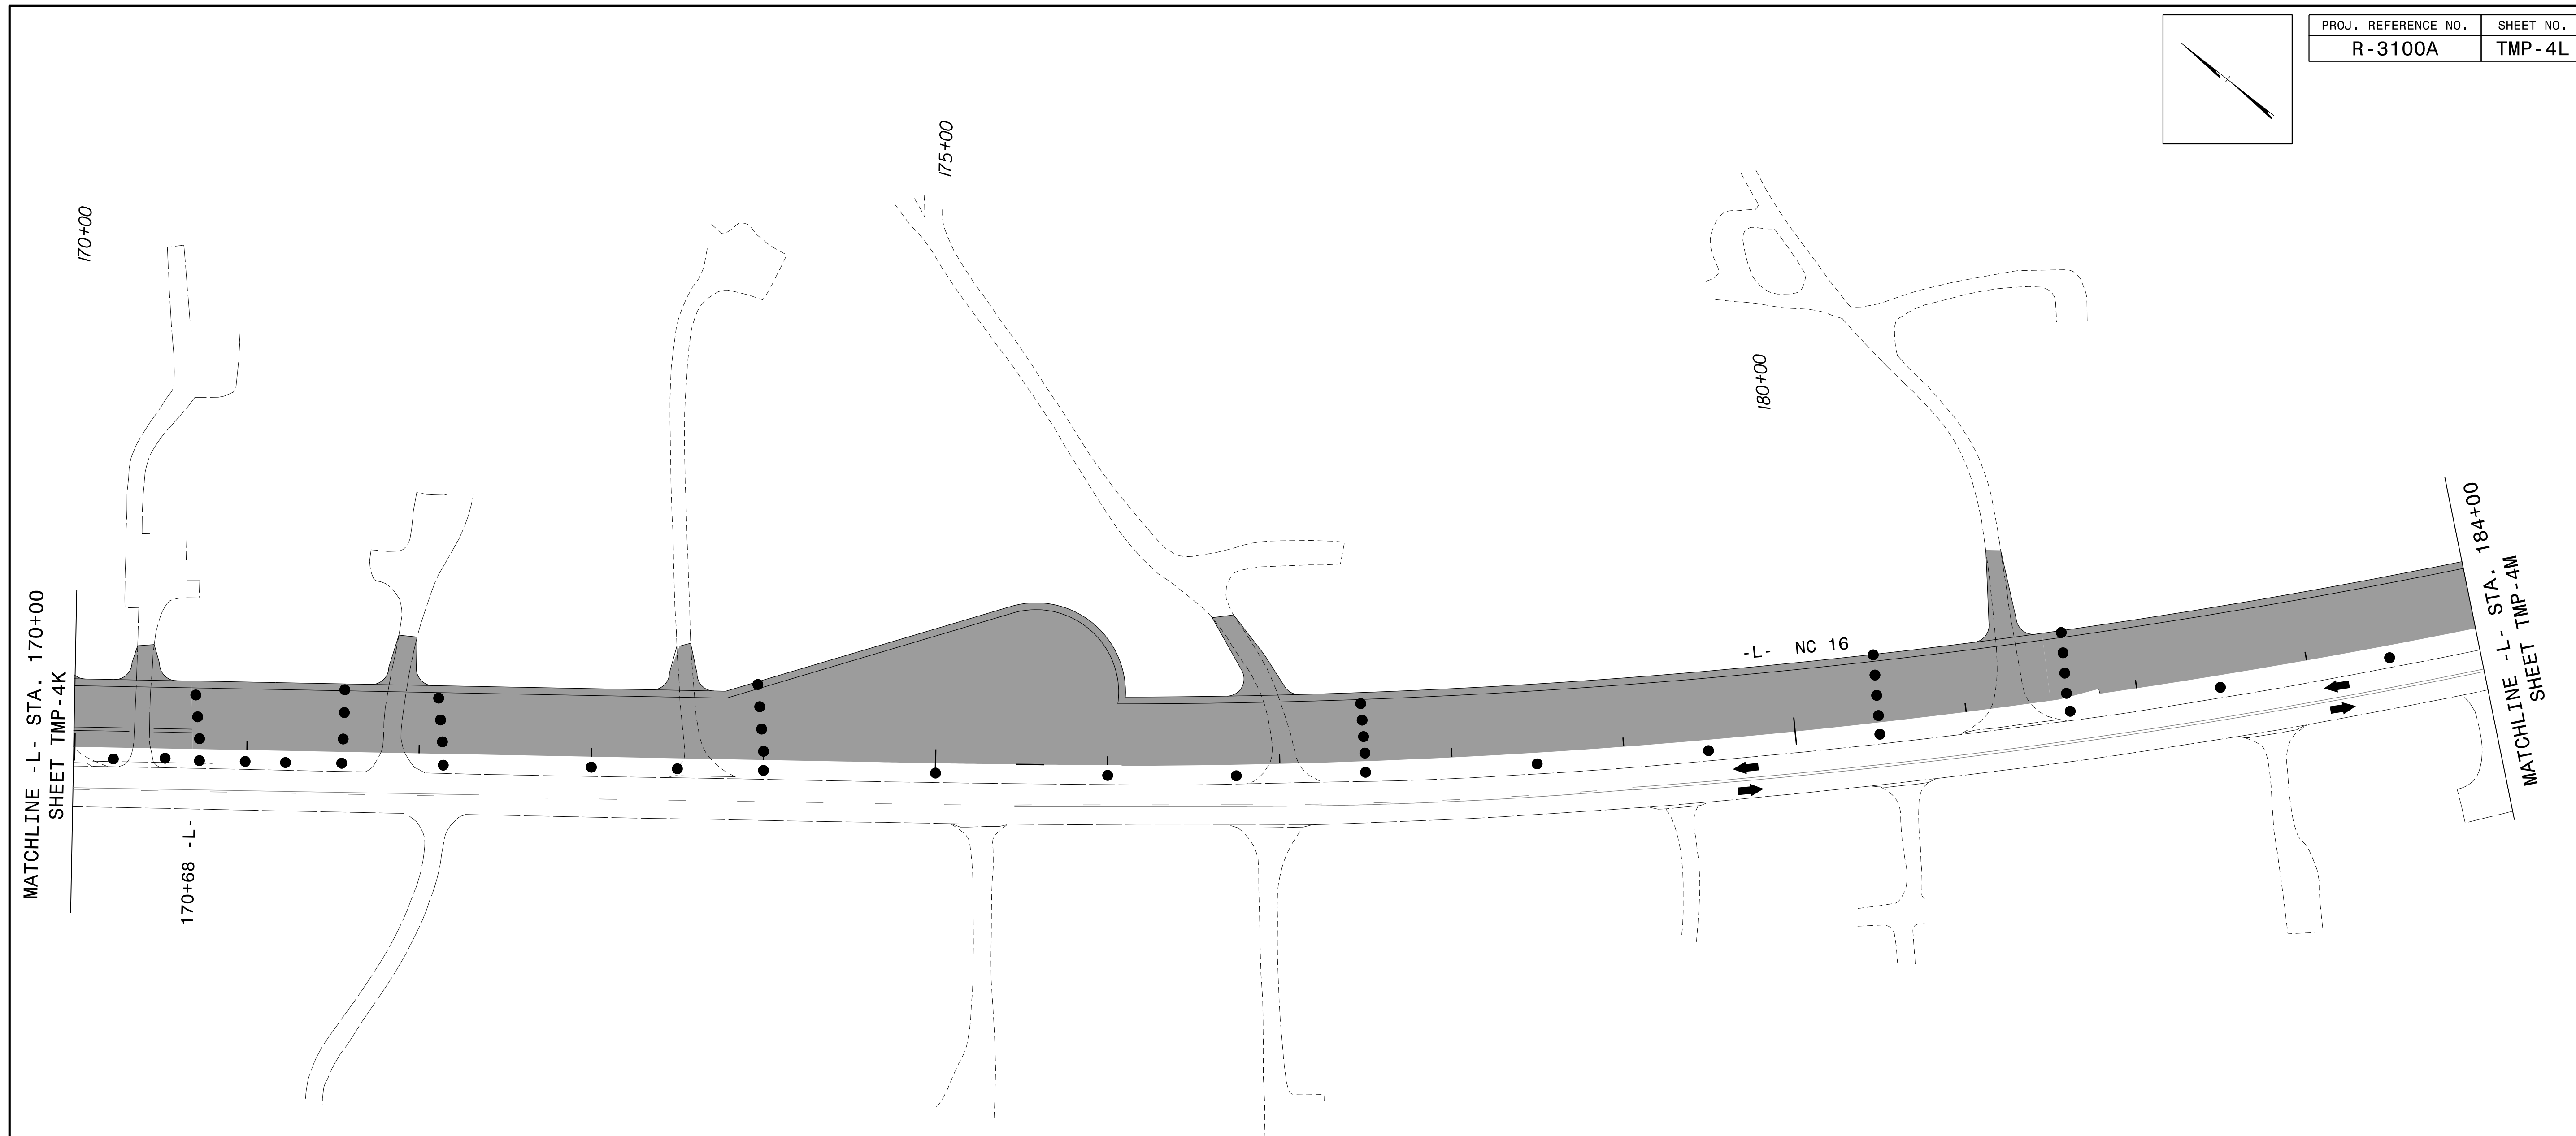 PROJ. REFERENCE NO.
SHEET NO.
R-3100A
TMP-4L
170+00
175+00
180+00
MATCHLINE -L- STA. 170+00
SHEET TMP-4K
170+68 -L-
-L- NC 16
MATCHLINE -L- STA. 184+00
SHEET TMP-4M